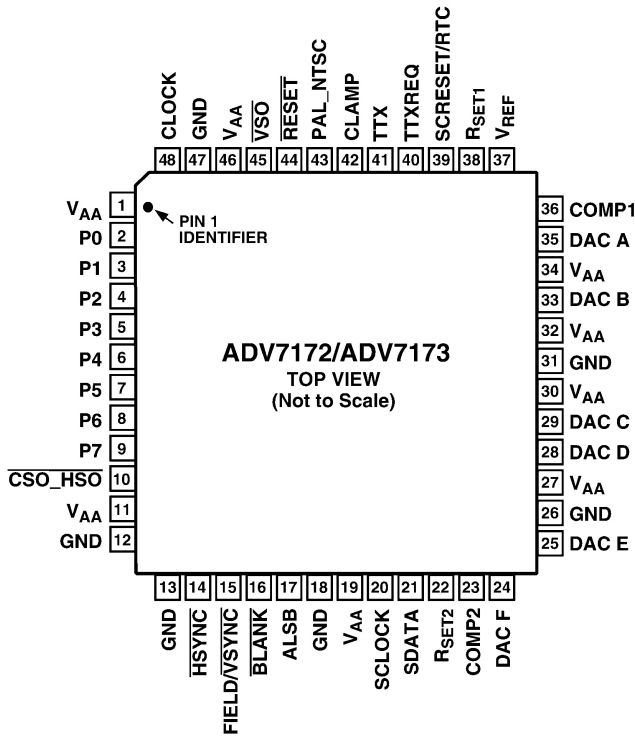 CLOCK
GND
VAA
VSO
RESET
PAL_NTSC
CLAMP
TTX
TTXREQ
SCRESET/RTC
RSET1
VREF
48 47 46 45 44 43 42 41 40 39 38 37
VAA 1
P0 2
P1 3
P2 4
P3 5
P4 6
P5 7
P6 8
P7 9
CSO_HSO 10
VAA 11
GND 12
PIN 1
IDENTIFIER
ADV7172/ADV7173
TOP VIEW
(Not to Scale)
36 COMP1
35 DAC A
34 VAA
33 DAC B
32 VAA
31 GND
30 VAA
29 DAC C
28 DAC D
27 VAA
26 GND
25 DAC E
13 14 15 16 17 18 19 20 21 22 23 24
GND
HSYNC
FIELD/VSYNC
BLANK
ALSB
GND
VAA
SCLOCK
SDATA
RSET2
COMP2
DAC F